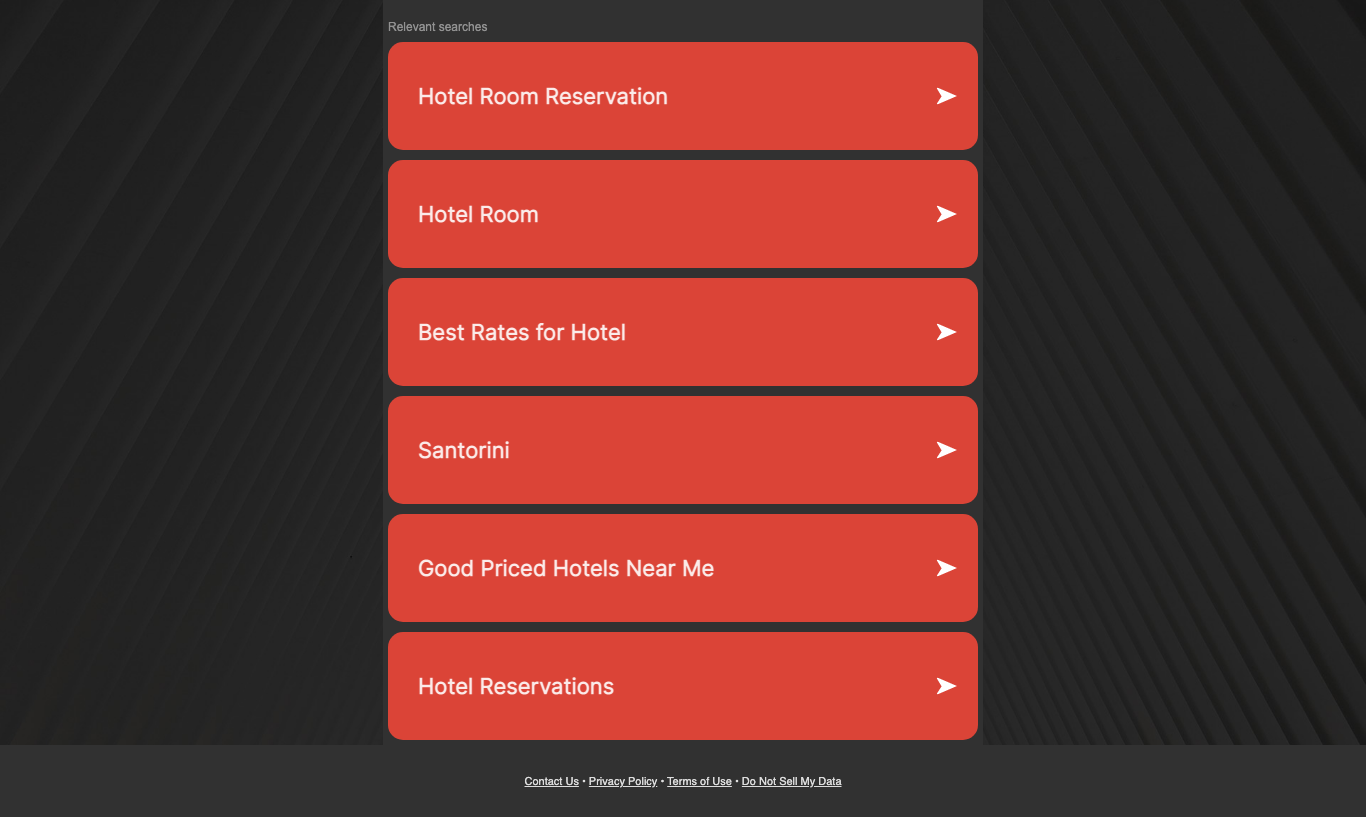 Relevant searches
Hotel Room Reservation
Hotel Room
Best Rates for Hotel
Santorini
Good Priced Hotels Near Me
Hotel Reservations
Contact Us • Privacy Policy • Terms of Use • Do Not Sell My Data